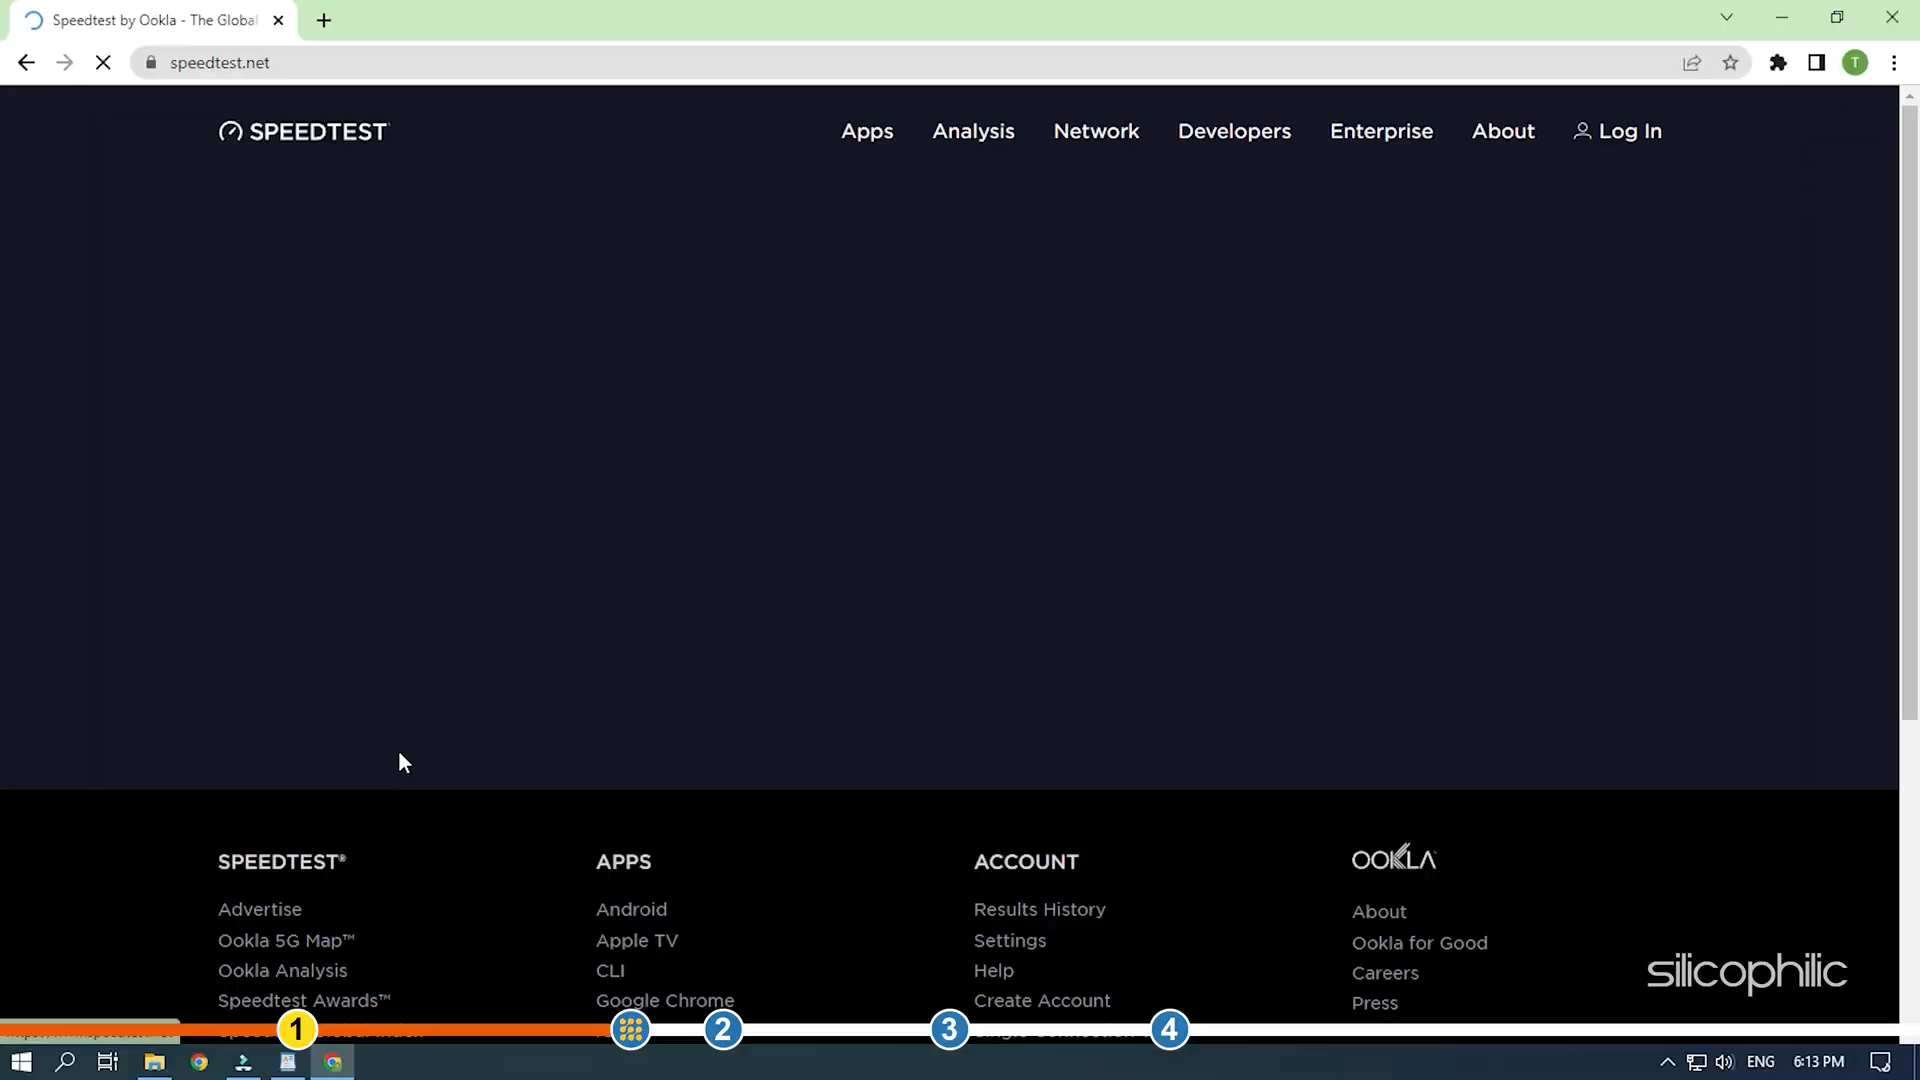 Speedtest by Ookla - The Global
speedtest.net
T
SPEEDTEST
Apps
Analysis
Network
Developers
Enterprise
About
Log In
SPEEDTEST®
APPS
ACCOUNT
OOKLA
Advertise
Android
Results History
About
Ookla 5G Map™
Apple TV
Settings
Ookla for Good
Ookla Analysis
CLI
Help
Careers
Speedtest Awards™
Google Chrome
Create Account
Press
silicophilic
1
2
3
4
ENG
6:13 PM